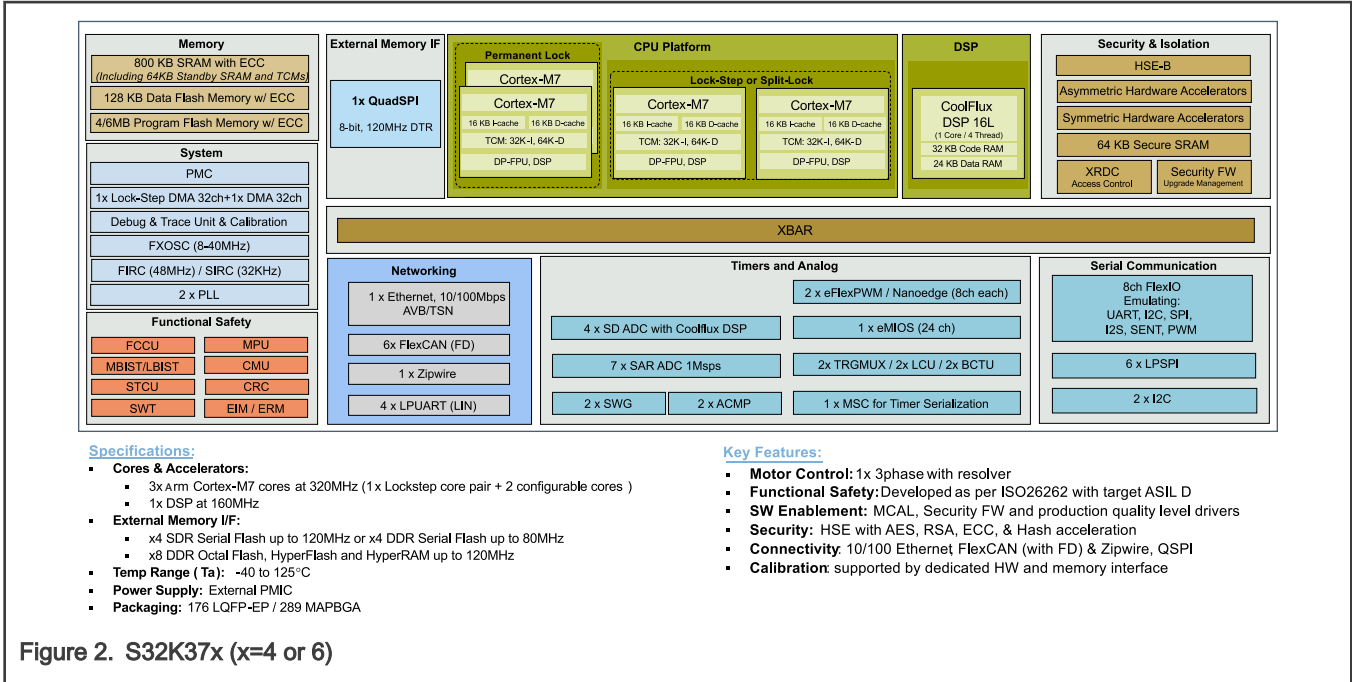 Memory
800 KB SRAM with ECC
(Including 64KB Standby SRAM and TCMs)
128 KB Data Flash Memory w/ ECC
4/6MB Program Flash Memory w/ ECC
System
PMC
1x Lock-Step DMA 32ch+1x DMA 32ch
Debug & Trace Unit & Calibration
FXOSC (8-40MHz)
FIRC (48MHz) / SIRC (32KHz)
2 x PLL
Functional Safety
FCCU
MPU
MBIST/LBIST
CMU
STCU
CRC
SWT
EIM / ERM
External Memory IF
1x QuadSPI
8-bit, 120MHz DTR
CPU Platform
Permanent Lock
Cortex-M7
Cortex-M7
16 KB I-cache
16 KB D-cache
TCM: 32K-I, 64K-D
DP-FPU, DSP
Lock-Step or Split-Lock
Cortex-M7
16 KB I-cache
16 KB D-cache
TCM: 32K-I, 64K-D
DP-FPU, DSP
Cortex-M7
16 KB I-cache
16 KB D-cache
TCM: 32K-I, 64K-D
DP-FPU, DSP
DSP
CoolFlux
DSP 16L
(1 Core / 4 Thread)
32 KB Code RAM
24 KB Data RAM
Security & Isolation
HSE-B
Asymmetric Hardware Accelerators
Symmetric Hardware Accelerators
64 KB Secure SRAM
XRDC
Access Control
Security FW
Upgrade Management
XBAR
Networking
1 x Ethernet, 10/100Mbps
AVB/TSN
6x FlexCAN (FD)
1 x Zipwire
4 x LPUART (LIN)
Timers and Analog
2 x eFlexPWM / Nanoedge (8ch each)
4 x SD ADC with Coolflux DSP
1 x eMIOS (24 ch)
7 x SAR ADC 1Msps
2x TRGMUX / 2x LCU / 2x BCTU
2 x SWG
2 x ACMP
1 x MSC for Timer Serialization
Serial Communication
8ch FlexIO
Emulating:
UART, I2C, SPI,
I2S, SENT, PWM
6 x LPSPI
2 x I2C
Specifications:
▪ Cores & Accelerators:
▪ 3x Arm Cortex-M7 cores at 320MHz (1x Lockstep core pair + 2 configurable cores )
▪ 1x DSP at 160MHz
▪ External Memory I/F:
▪ x4 SDR Serial Flash up to 120MHz or x4 DDR Serial Flash up to 80MHz
▪ x8 DDR Octal Flash, HyperFlash and HyperRAM up to 120MHz
▪ Temp Range ( Ta): -40 to 125°C
▪ Power Supply: External PMIC
▪ Packaging: 176 LQFP-EP / 289 MAPBGA
Key Features:
▪ Motor Control: 1x 3phase with resolver
▪ Functional Safety: Developed as per ISO26262 with target ASIL D
▪ SW Enablement: MCAL, Security FW and production quality level drivers
▪ Security: HSE with AES, RSA, ECC, & Hash acceleration
▪ Connectivity: 10/100 Ethernet, FlexCAN (with FD) & Zipwire, QSPI
▪ Calibration: supported by dedicated HW and memory interface
Figure 2. S32K37x (x=4 or 6)